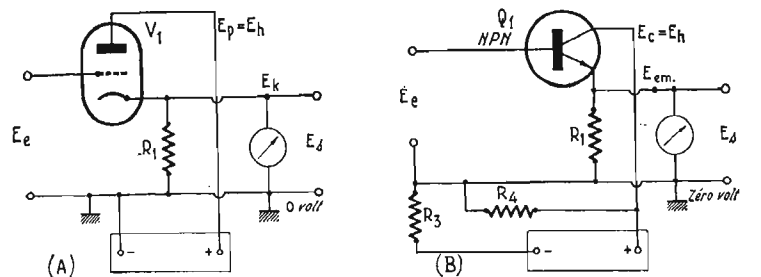 V1
Ep=Eh
Ek
Ee
R1
Es
0 volt
- +
(A)
Q1
NPN
Ec=Eh
Eem.
Ee
R1
Es
R4
Zéro volt
R3
- +
(B)